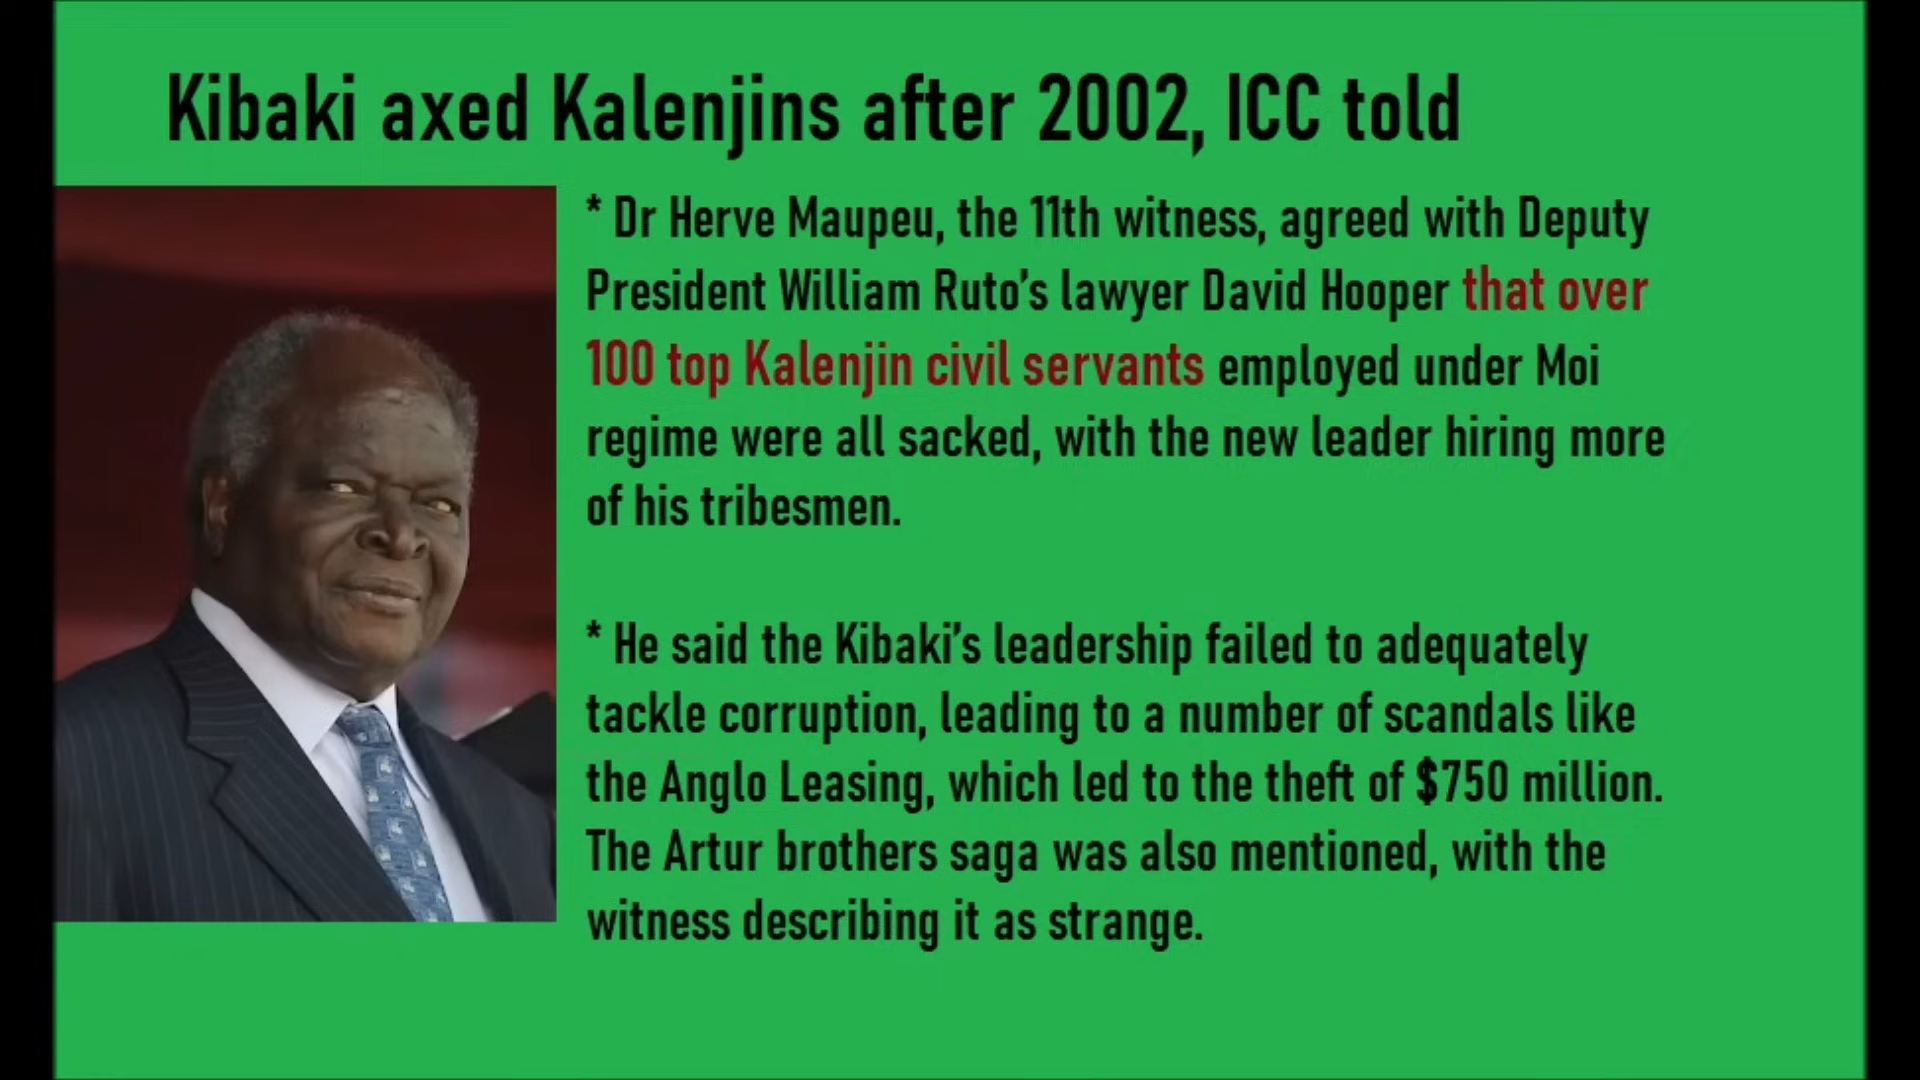 Kibaki axed Kalenjins after 2002, ICC told
* Dr Herve Maupeu, the 11th witness, agreed with Deputy
President William Ruto's lawyer David Hooper that over
100 top Kalenjin civil servants employed under Moi
regime were all sacked, with the new leader hiring more
of his tribesmen.
* He said the Kibaki's leadership failed to adequately
tackle corruption, leading to a number of scandals like
the Anglo Leasing, which led to the theft of $750 million.
The Artur brothers saga was also mentioned, with the
witness describing it as strange.